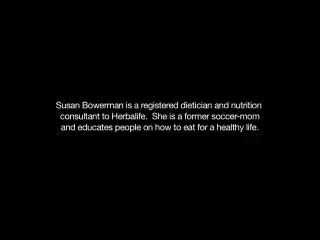 Susan Bowerman is a registered dietician and nutrition
consultant to Herbalife.  She is a former soccer-mom
and educates people on how to eat for a healthy life.